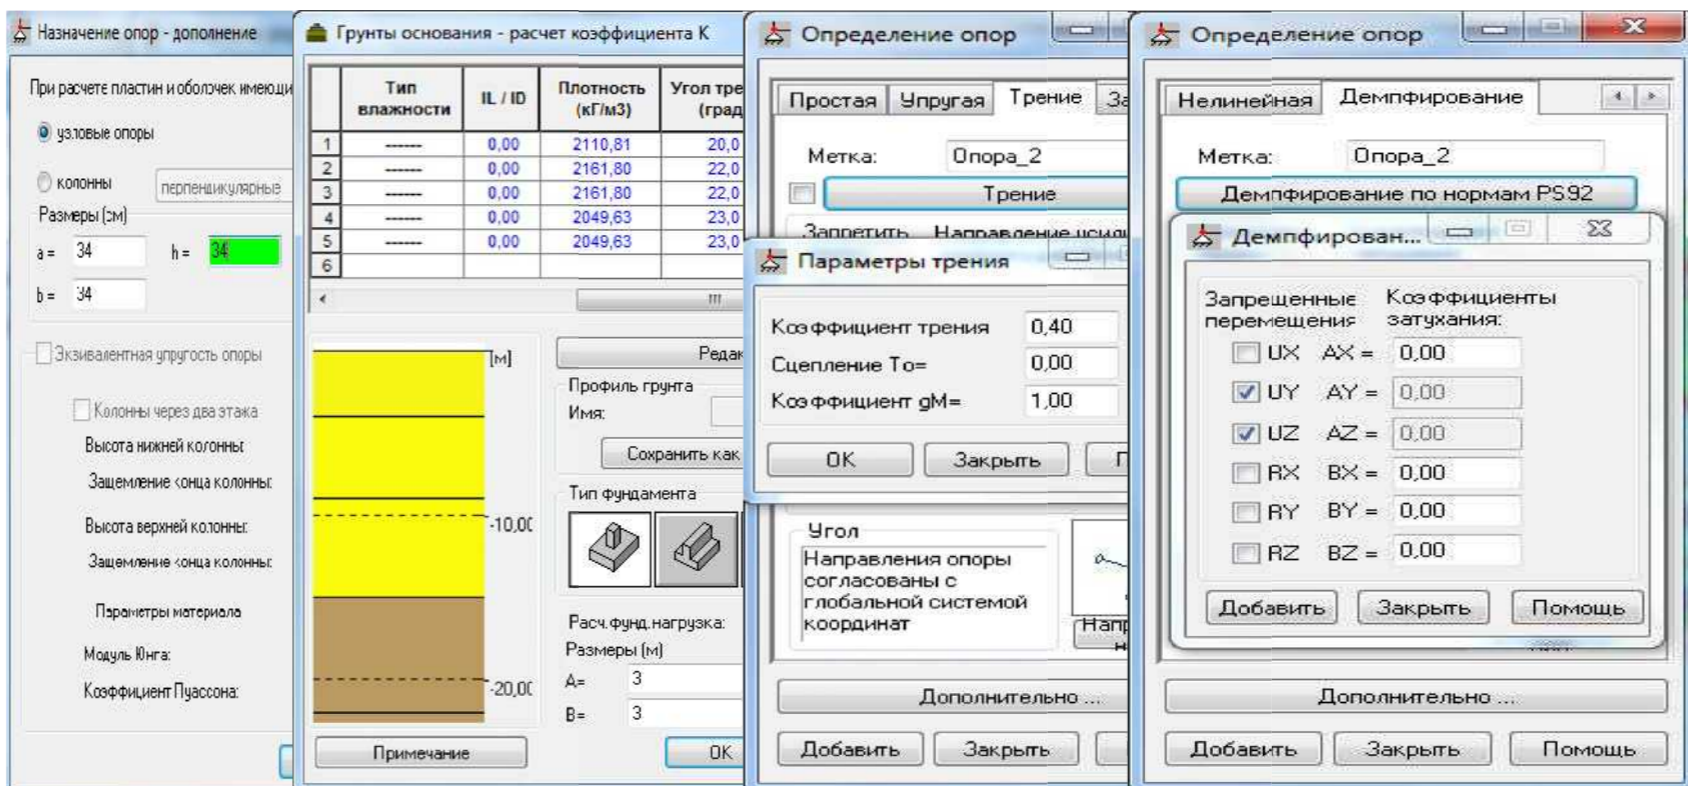 Назначение опор - дополнение
При расчете пластин и оболочек имеющи
узловые опоры
колонны перпендикулярные
Размеры (см)
a = 34 h = 34
b = 34
Эквивалентная упругость опоры
Колонны через два этажа
Высота нижней колонны:
Защемление конца колонны:
Высота верхней колонны:
Защемление конца колонны:
Параметры материала
Модуль Юнга:
Коэффициент Пуассона:
Грунты основания - расчет коэффициента К
Тип влажности IL / ID Плотность (кГ/м3) Угол тре (град
1 ------ 0,00 2110,81 20,0
2 ------ 0,00 2161,80 22,0
3 ------ 0,00 2161,80 22,0
4 ------ 0,00 2049,63 23,0
5 ------ 0,00 2049,63 23,0
6
[м]
-10,00
-20,00
Редак
Профиль грунта
Имя:
Сохранить как
Тип фундамента
Расч.фунд.нагрузка:
Размеры (м)
A= 3
B= 3
Примечание OK
Определение опор
Простая Упругая Трение За
Метка: Опора_2
Трение
Запретить Направление усили
Параметры трения
Коэффициент трения 0,40
Сцепление To= 0,00
Коэффициент gM= 1,00
OK Закрыть П
Угол
Направления опоры
согласованы с
глобальной системой
координат
Напр
Дополнительно ...
Добавить Закрыть
Определение опор
Нелинейная Демпфирование
Метка: Опора_2
Демпфирование по нормам PS92
Демпфирован...
Запрещенные Коэффициенты
перемещения затухания:
UX AX = 0,00
UY AY = 0,00
UZ AZ = 0,00
RX BX = 0,00
RY BY = 0,00
RZ BZ = 0,00
Добавить Закрыть Помощь
Дополнительно ...
Добавить Закрыть Помощь